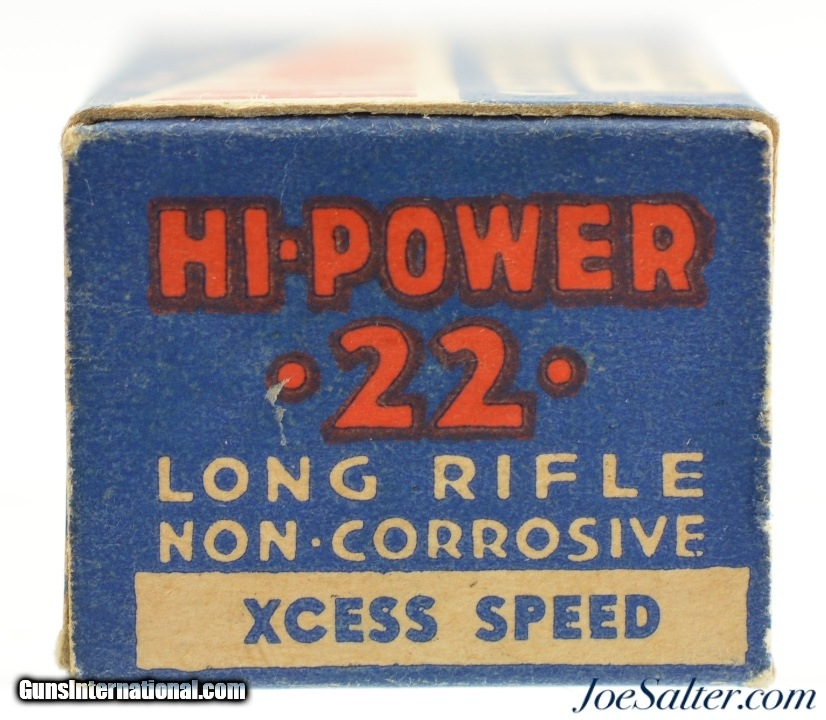 HI-POWER
·22·
LONG RIFLE
NON·CORROSIVE
XCESS SPEED
GunsInternational.com
JoeSalter.com